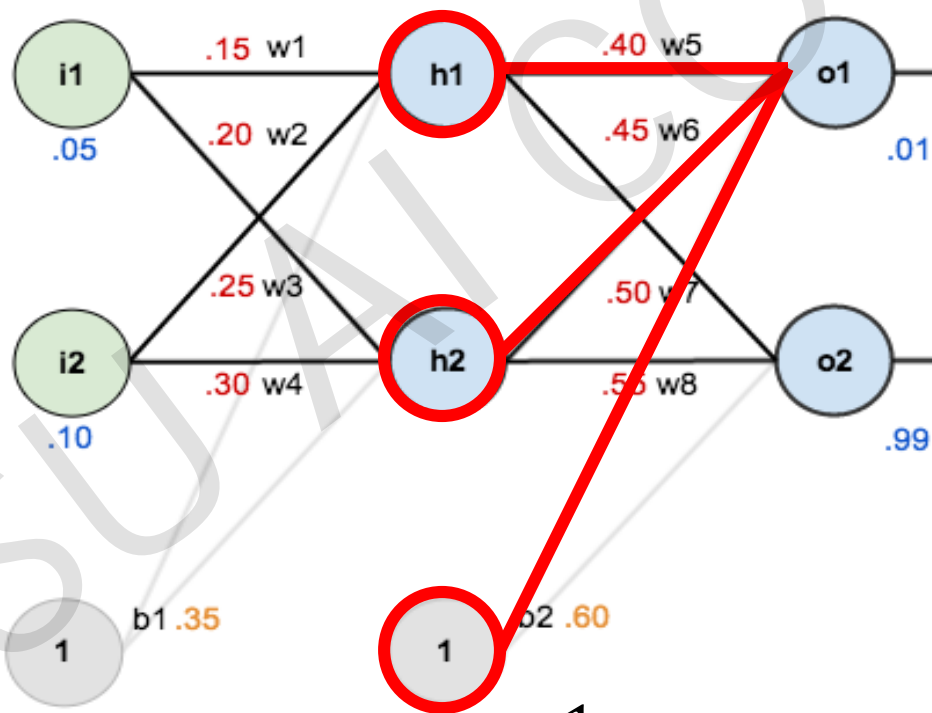 .15 w1
.40 w5
i1
h1
o1
.05
.20 w2
.45 w6
.01
.25 w3
.50 w7
i2
h2
o2
.30 w4
.55 w8
.10
.99
b1 .35
b2 .60
1
1